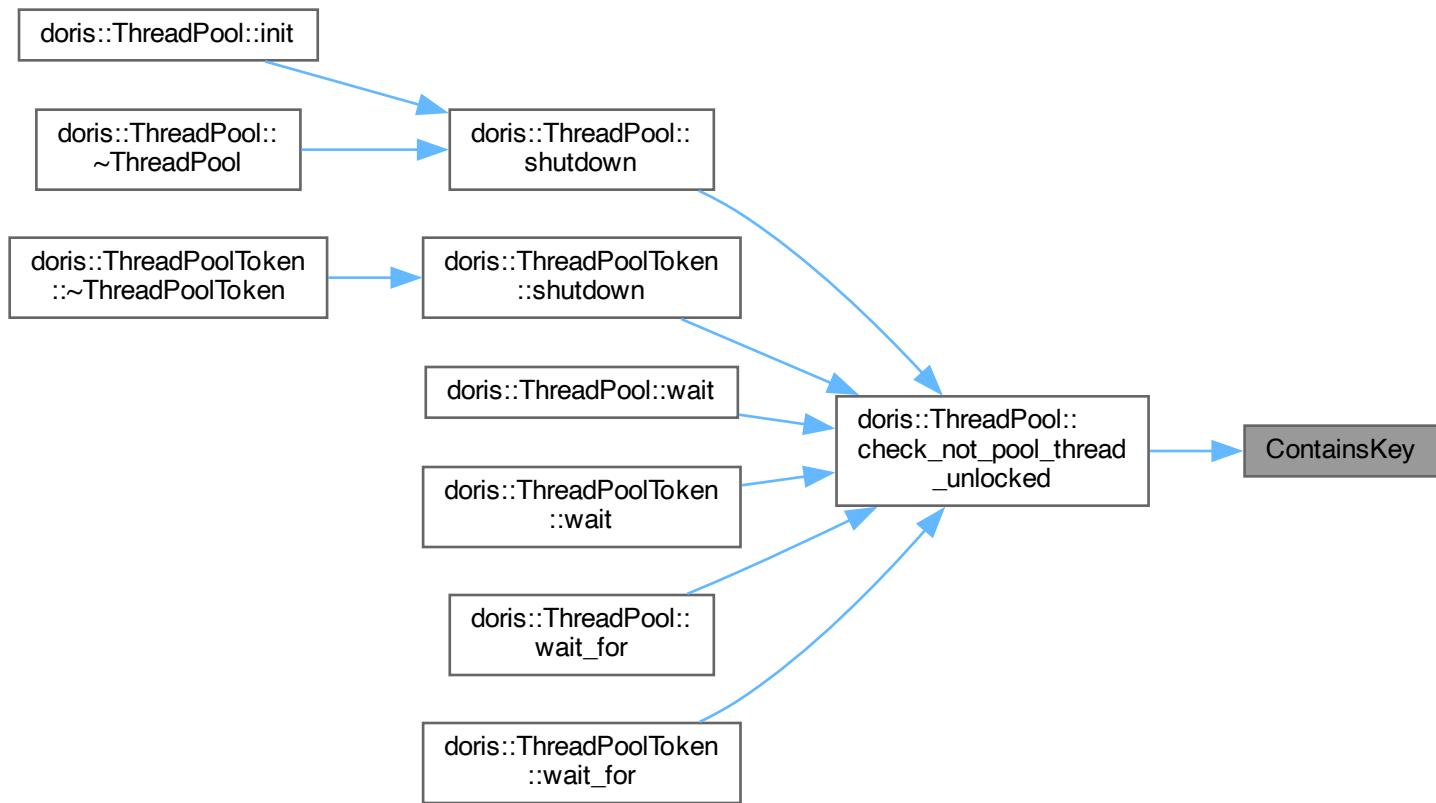 doris::ThreadPool::init
doris::ThreadPool::
~ThreadPool
doris::ThreadPool::
shutdown
doris::ThreadPoolToken
::~ThreadPoolToken
doris::ThreadPoolToken
::shutdown
doris::ThreadPool::wait
doris::ThreadPoolToken
::wait
doris::ThreadPool::
wait_for
doris::ThreadPoolToken
::wait_for
doris::ThreadPool::
check_not_pool_thread
_unlocked
ContainsKey